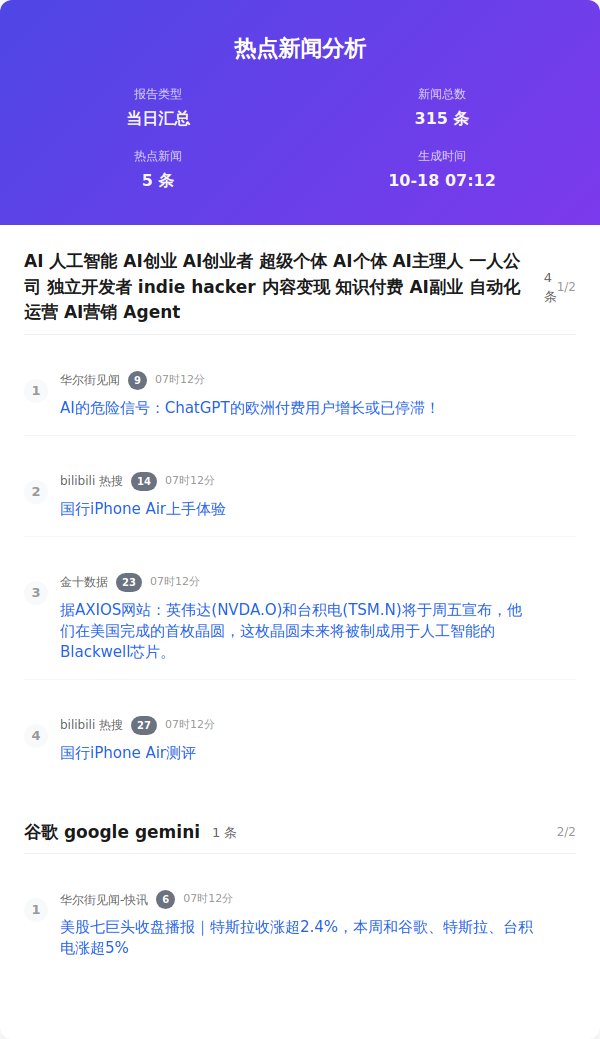 热点新闻分析
报告类型
新闻总数
当日汇总
315 条
热点新闻
生成时间
5 条
10-18 07:12
AI 人工智能 AI创业 AI创业者 超级个体 AI个体 AI主理人 一人公
司 独立开发者 indie hacker 内容变现 知识付费 AI副业 自动化
运营 AI营销 Agent
4
条
1/2
1
华尔街见闻 9 07时12分
AI的危险信号：ChatGPT的欧洲付费用户增长或已停滞！
2
bilibili 热搜 14 07时12分
国行iPhone Air上手体验
3
金十数据 23 07时12分
据AXIOS网站：英伟达(NVDA.O)和台积电(TSM.N)将于周五宣布，他
们在美国完成的首枚晶圆，这枚晶圆未来将被制成用于人工智能的
Blackwell芯片。
4
bilibili 热搜 27 07时12分
国行iPhone Air测评
谷歌 google gemini 1 条 2/2
1
华尔街见闻-快讯 6 07时12分
美股七巨头收盘播报｜特斯拉收涨超2.4%，本周和谷歌、特斯拉、台积
电涨超5%